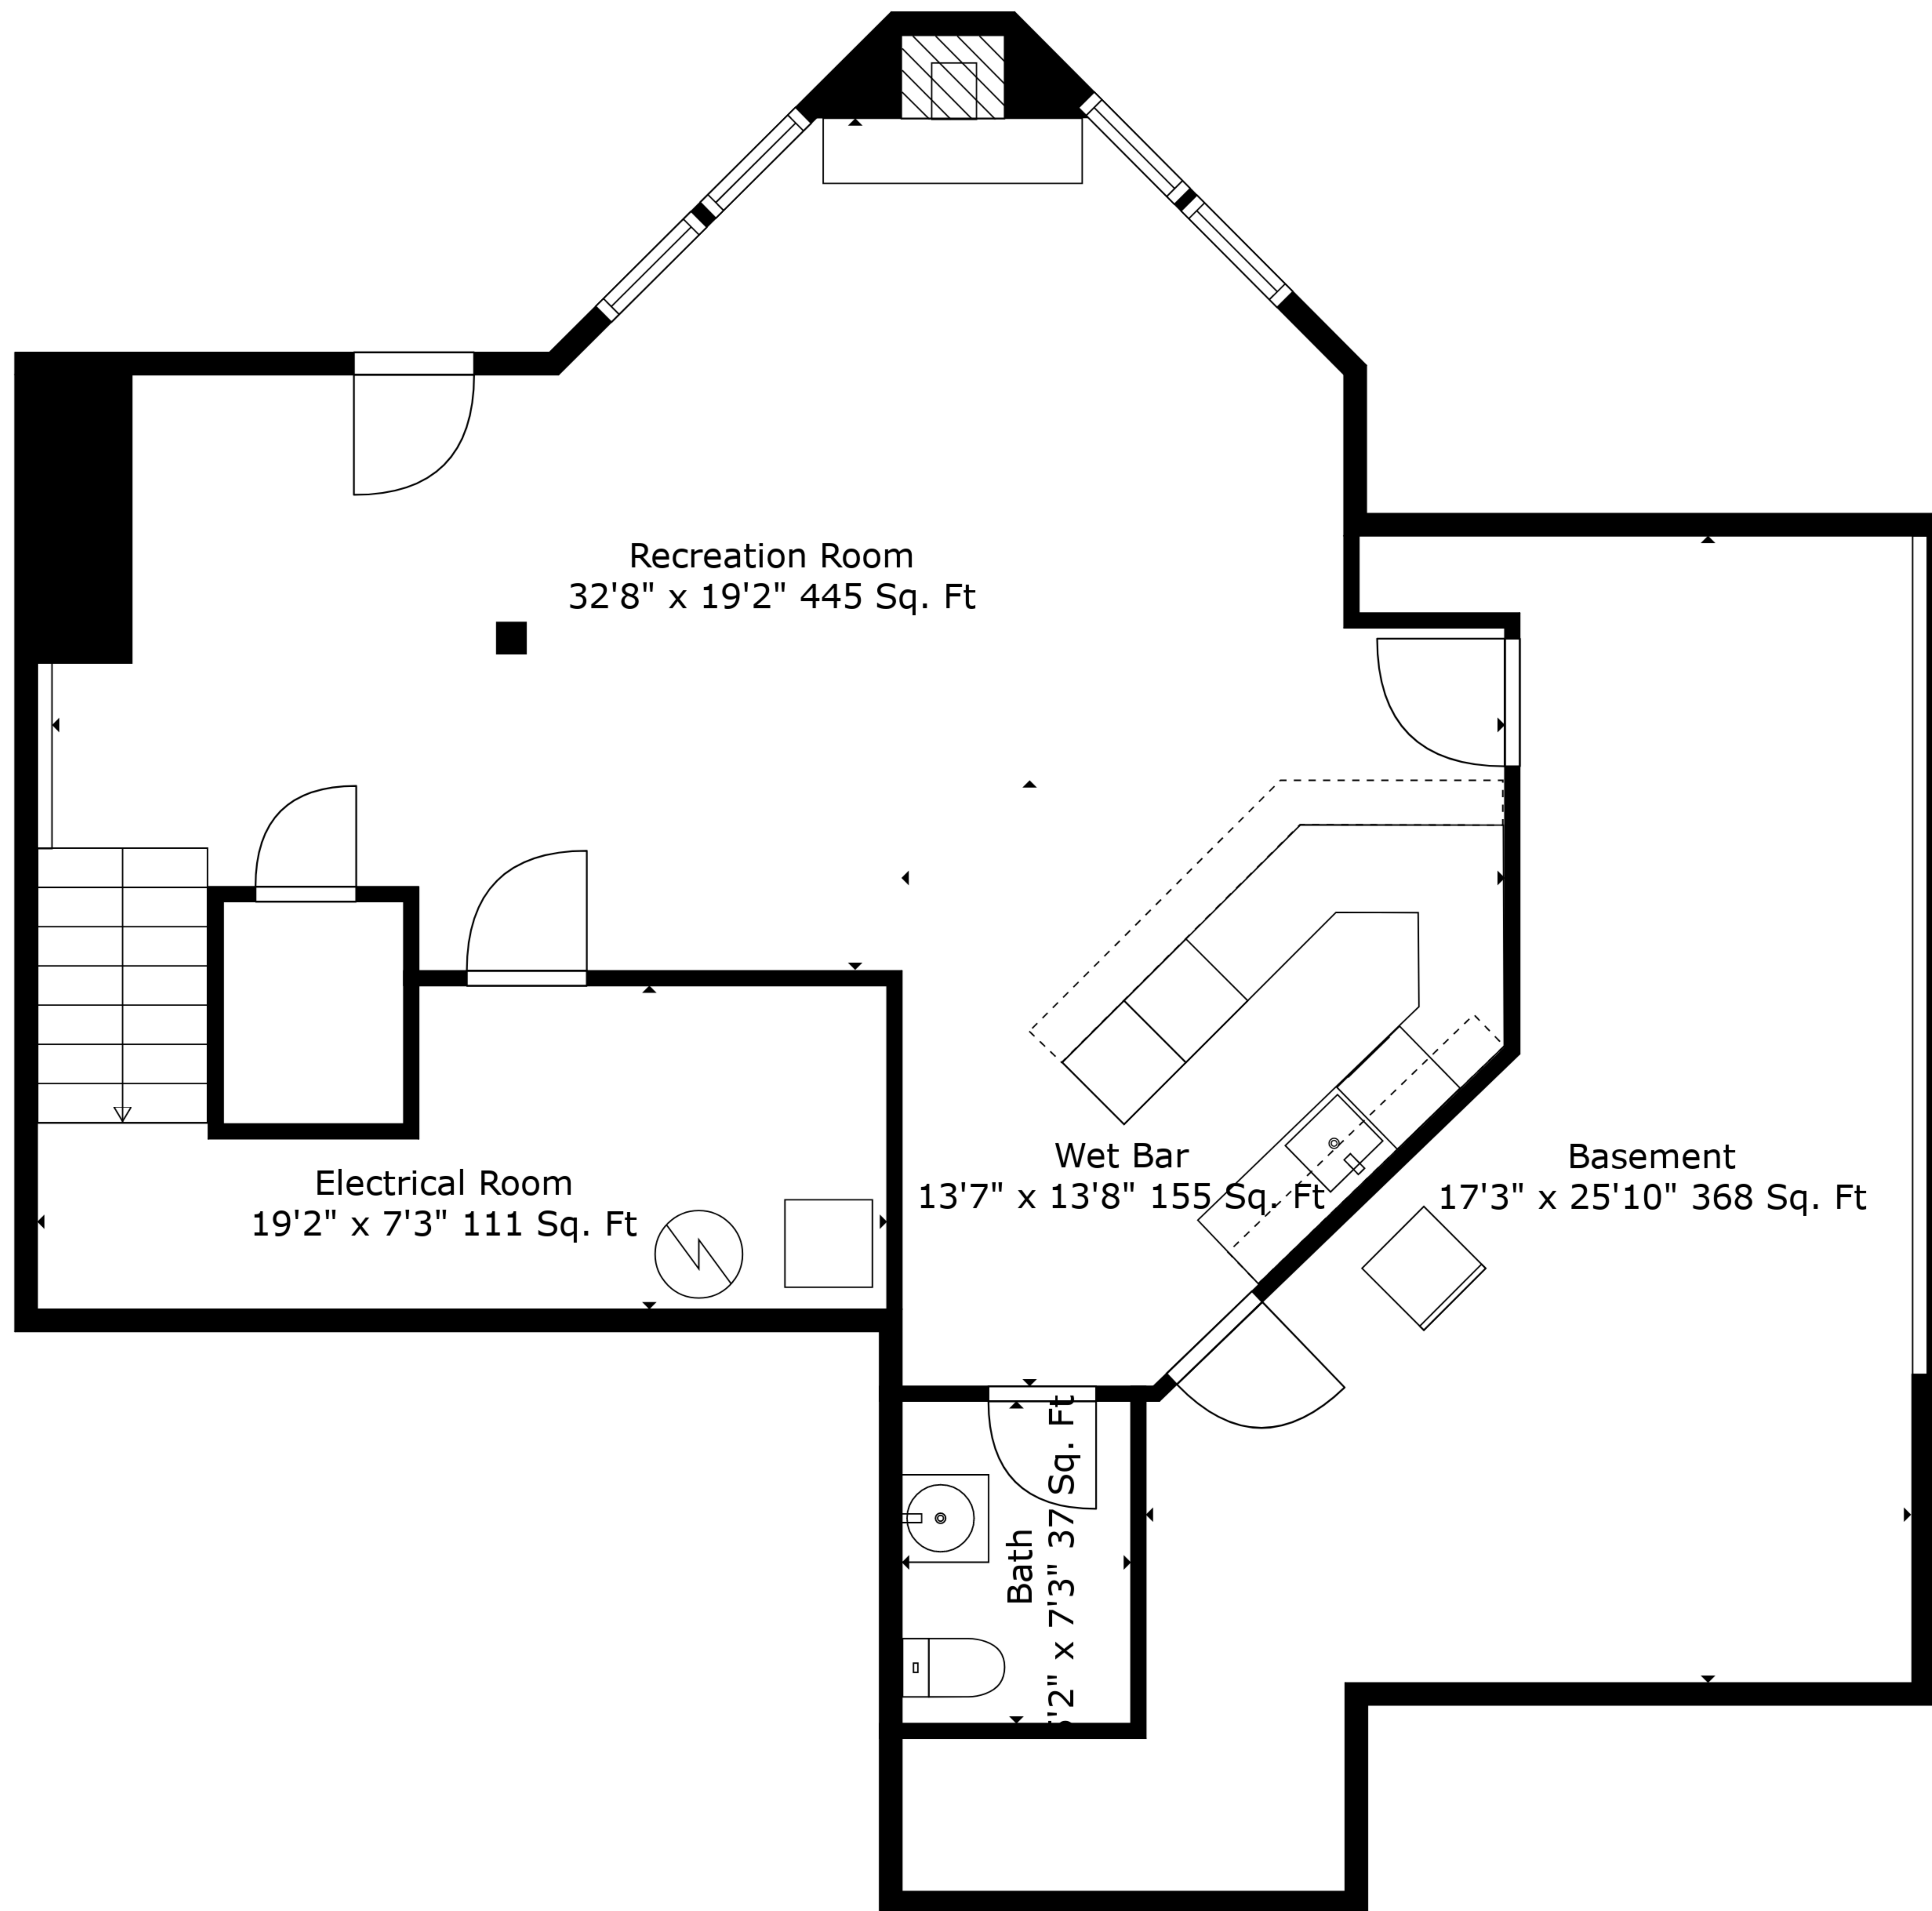 Recreation Room
32'8" x 19'2" 445 Sq. Ft
Electrical Room
19'2" x 7'3" 111 Sq. Ft
Wet Bar
13'7" x 13'8" 155 Sq. Ft
Basement
17'3" x 25'10" 368 Sq. Ft
Bath
'2" x 7'3" 37 Sq. Ft